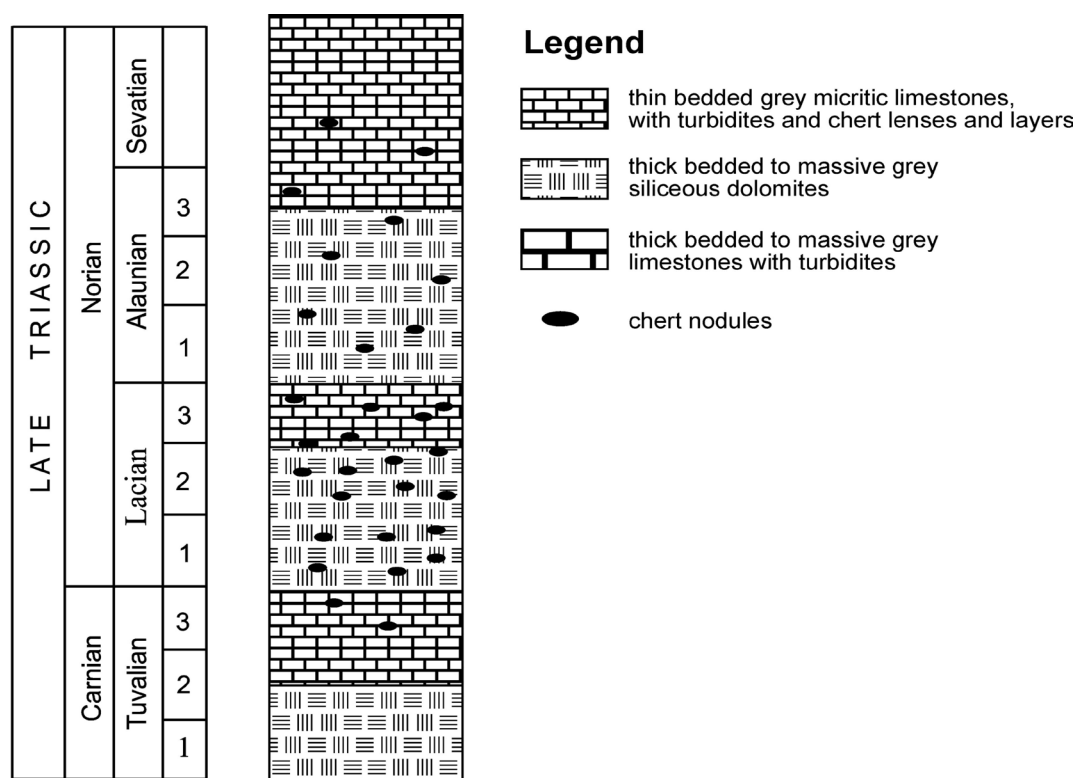 LATE TRIASSIC
Norian
Carnian
Sevatian
Alaunian
Lacian
Tuvalian
3
2
1
3
2
1
3
2
1
Legend
thin bedded grey micritic limestones,
with turbidites and chert lenses and layers
thick bedded to massive grey
siliceous dolomites
thick bedded to massive grey
limestones with turbidites
chert nodules